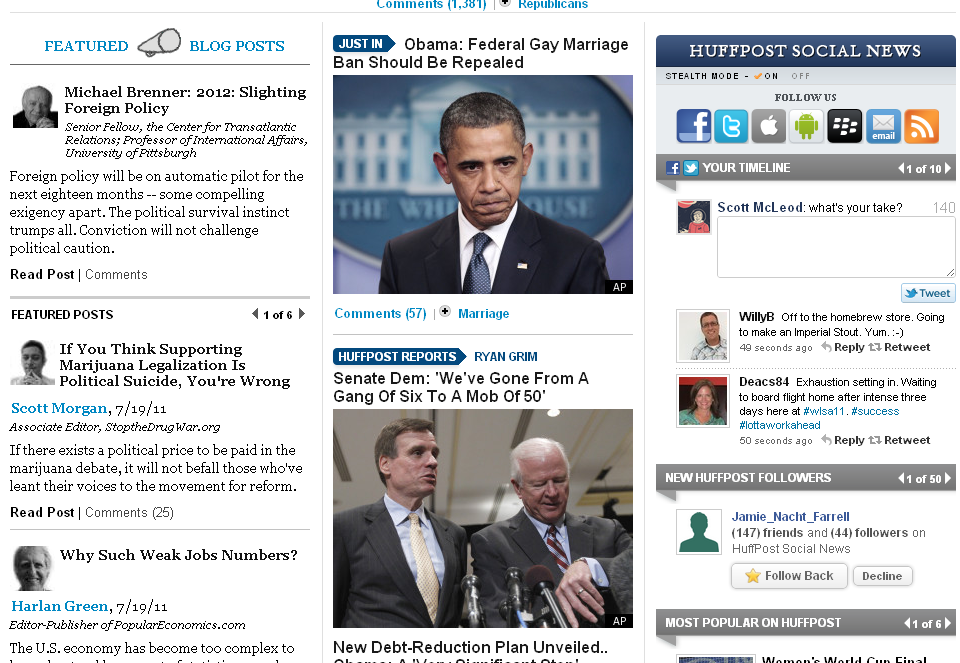 Comments (1,381) | Republicans
FEATURED BLOG POSTS
Michael Brenner: 2012: Slighting
Foreign Policy
Senior Fellow, the Center for Transatlantic
Relations; Professor of International Affairs,
University of Pittsburgh
Foreign policy will be on automatic pilot for the
next eighteen months -- some compelling
exigency apart. The political survival instinct
trumps all. Conviction will not challenge
political caution.
Read Post | Comments
FEATURED POSTS 1 of 6
If You Think Supporting
Marijuana Legalization Is
Political Suicide, You're Wrong
Scott Morgan, 7/19/11
Associate Editor, StoptheDrugWar.org
If there exists a political price to be paid in the
marijuana debate, it will not befall those who've
leant their voices to the movement for reform.
Read Post | Comments (25)
Why Such Weak Jobs Numbers?
Harlan Green, 7/19/11
Editor-Publisher of PopularEconomics.com
The U.S. economy has become too complex to
JUST IN Obama: Federal Gay Marriage
Ban Should Be Repealed
THE WHITE HOUSE
AP
Comments (57) | Marriage
HUFFPOST REPORTS RYAN GRIM
Senate Dem: 'We've Gone From A
Gang Of Six To A Mob Of 50'
AP
New Debt-Reduction Plan Unveiled..
Obama: A 'Very Significant Step'
HUFFPOST SOCIAL NEWS
STEALTH MODE - ON OFF
FOLLOW US
email
YOUR TIMELINE 1 of 10
Scott McLeod: what's your take? 140
Tweet
WillyB Off to the homebrew store. Going
to make an Imperial Stout. Yum. :-)
49 seconds ago Reply Retweet
Deacs84 Exhaustion setting in. Waiting
to board flight home after intense three
days here at #wlsa11. #success
#lottaworkahead
50 seconds ago Reply Retweet
NEW HUFFPOST FOLLOWERS 1 of 50
Jamie_Nacht_Farrell
(147) friends and (44) followers on
HuffPost Social News
Follow Back Decline
MOST POPULAR ON HUFFPOST 1 of 6
Women's World Cup Final